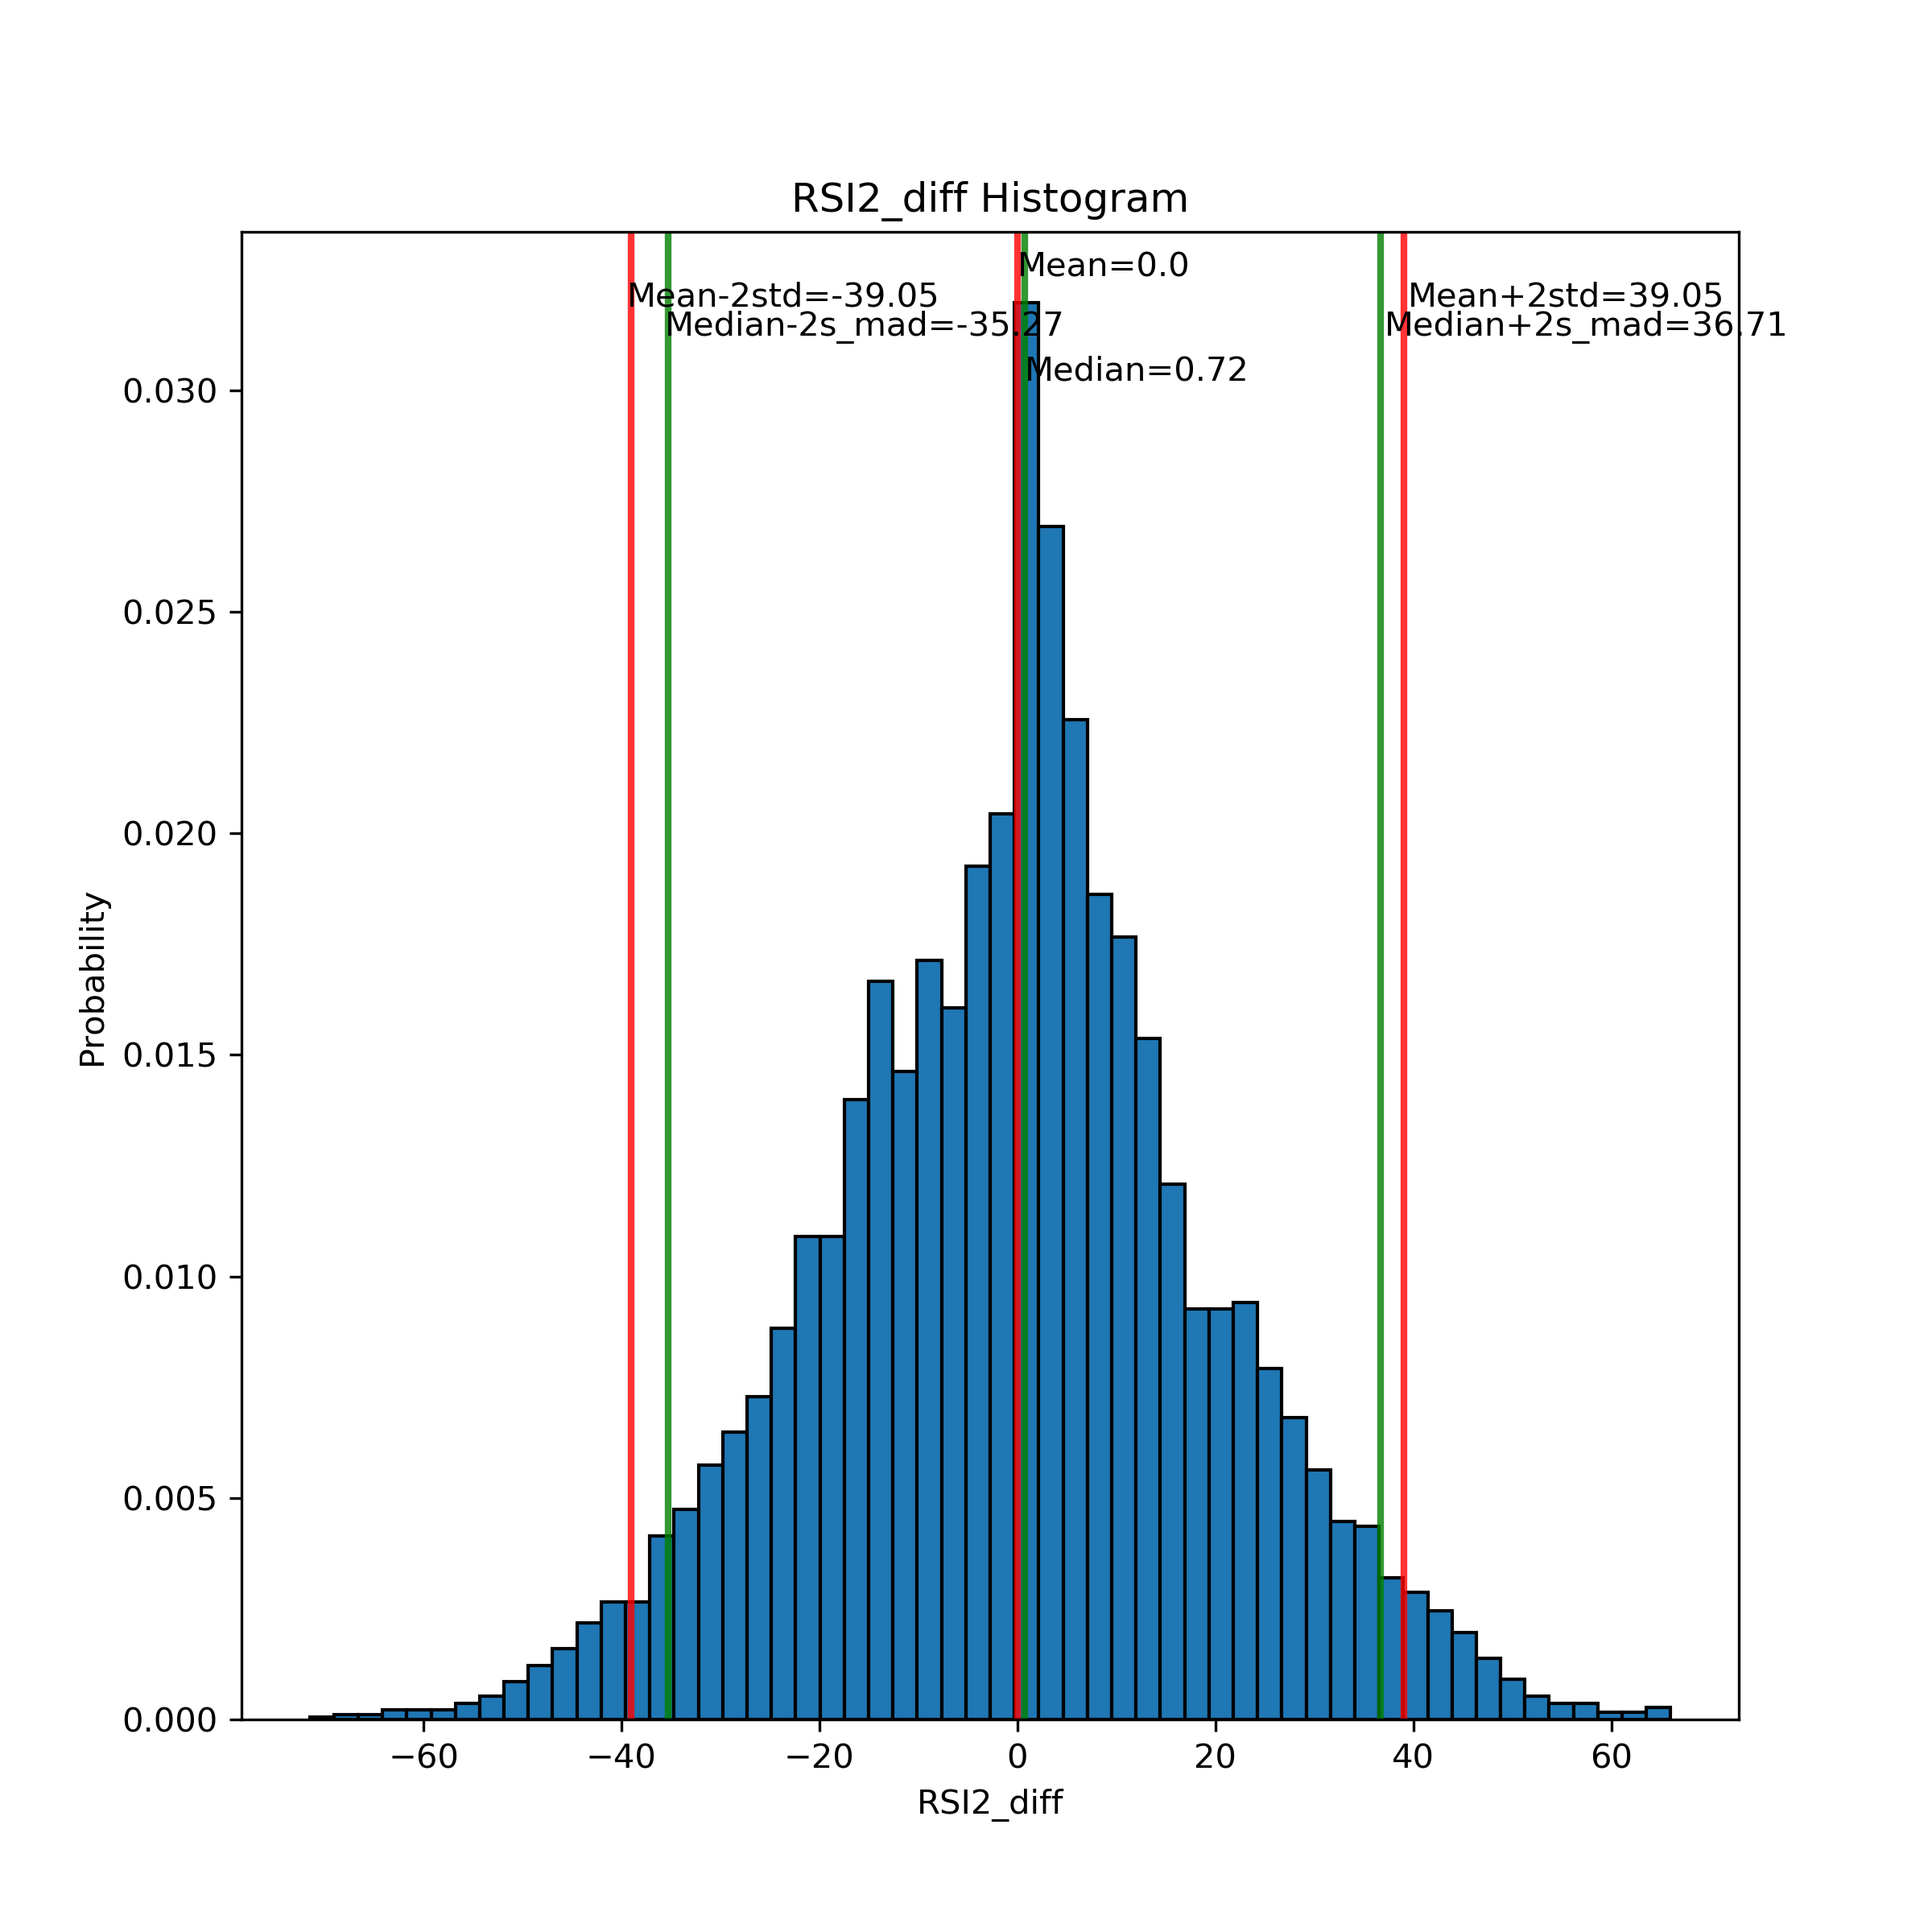 RSI2_diff Histogram
Mean=0.0
Mean-2std=-39.05
Mean+2std=39.05
Median-2s_mad=-35.27
Median+2s_mad=36.71
Median=0.72
0.030
0.025
0.020
0.015
0.010
0.005
0.000
Probability
−60 −40 −20 0 20 40 60
RSI2_diff